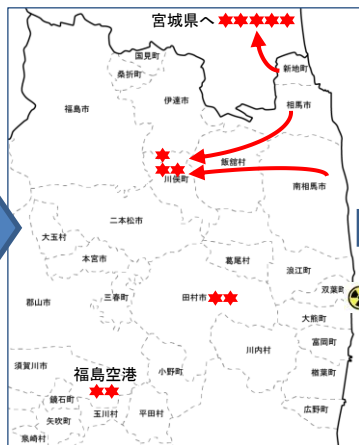 宮城県へ
国見町
桑折町
新地町
福島市
伊達市
相馬市
飯舘村
川俣町
南相馬市
二本松市
大玉村
葛尾村
浪江町
本宮市
双葉町
郡山市
三春町
田村市
大熊町
富岡町
川内村
須賀川市
福島空港
小野町
楢葉町
鏡石町
広野町
矢吹町
玉川村
平田村
泉崎村